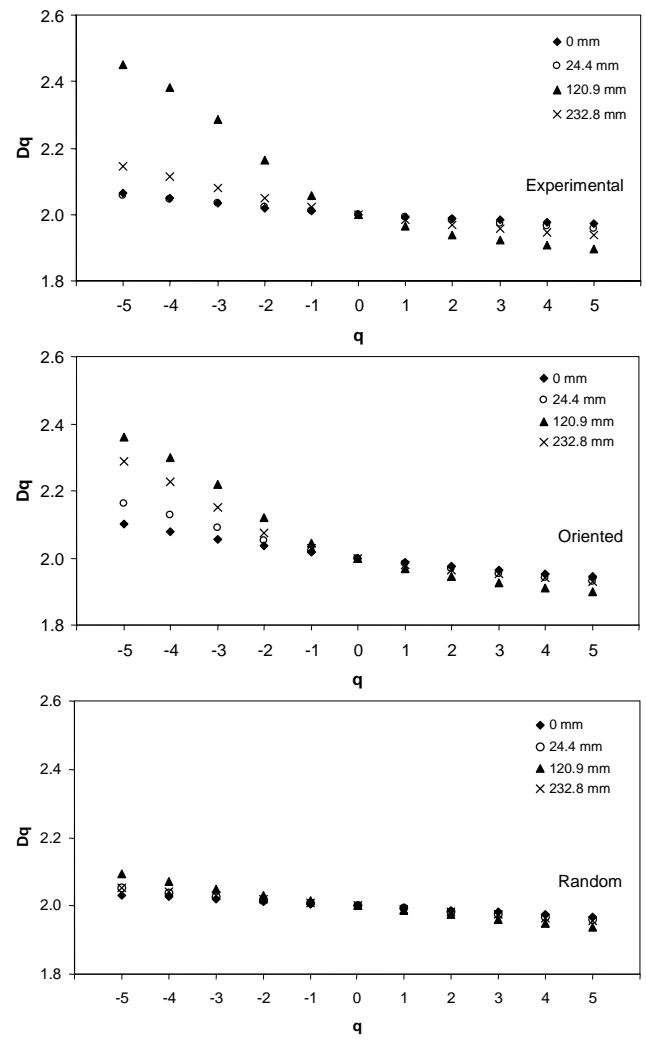 2.6
0 mm
24.4 mm
2.4
120.9 mm
232.8 mm
Dq
2.2
Experimental
2.0
1.8
-5 -4 -3 -2 -1 0 1 2 3 4 5
q
2.6
0 mm
24.4 mm
2.4
120.9 mm
232.8 mm
Dq
2.2
Oriented
2.0
1.8
-5 -4 -3 -2 -1 0 1 2 3 4 5
q
2.6
0 mm
24.4 mm
2.4
120.9 mm
232.8 mm
Dq
2.2
Random
2.0
1.8
-5 -4 -3 -2 -1 0 1 2 3 4 5
q